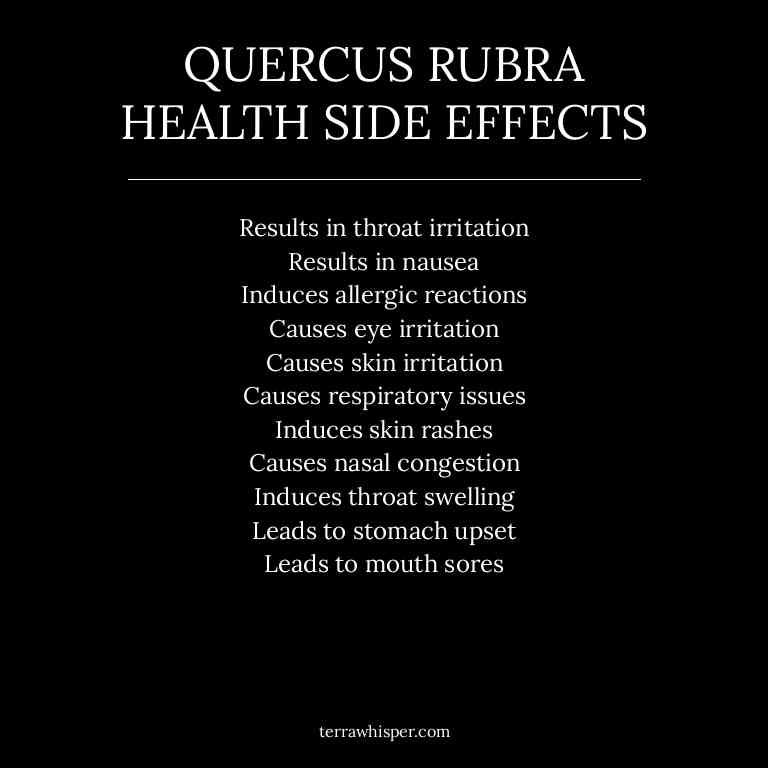 QUERCUS RUBRA
HEALTH SIDE EFFECTS
Results in throat irritation
Results in nausea
Induces allergic reactions
Causes eye irritation
Causes skin irritation
Causes respiratory issues
Induces skin rashes
Causes nasal congestion
Induces throat swelling
Leads to stomach upset
Leads to mouth sores
terrawhisper.com